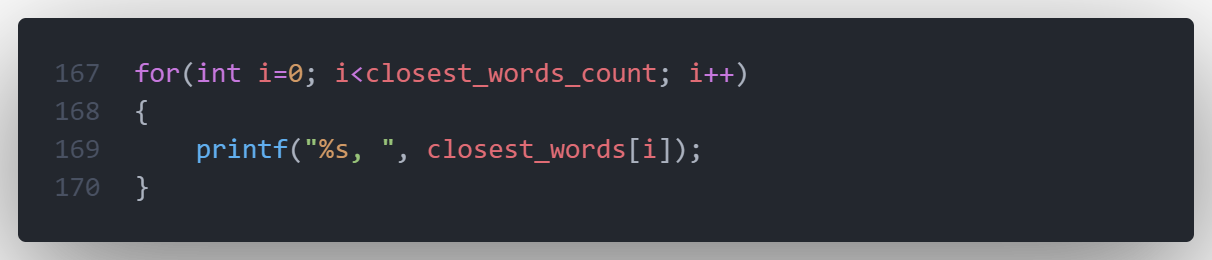 167 for(int i=0; i<closest_words_count; i++)
168 {
169     printf("%s, ", closest_words[i]);
170 }